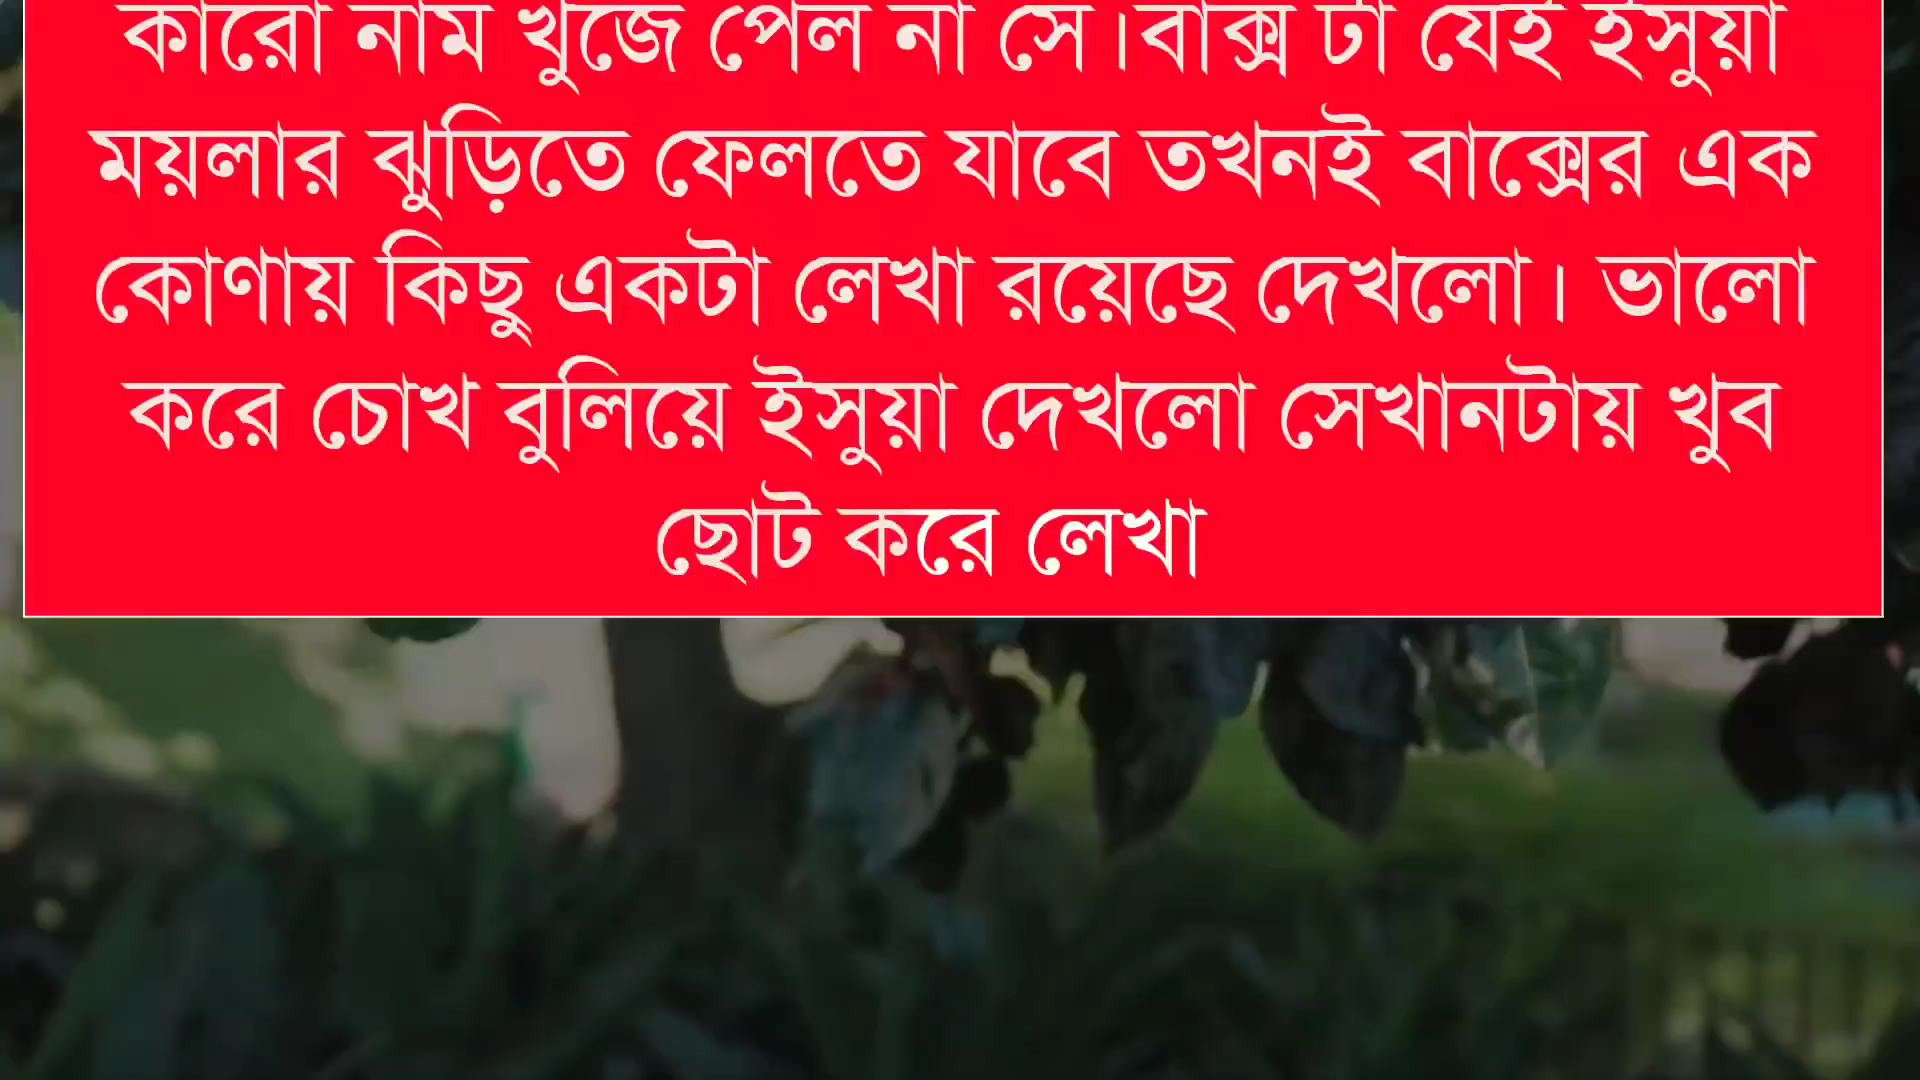 কারো নাম খুজে পেল না সে।বাক্স টা যেই ইসুয়া
ময়লার ঝুড়িতে ফেলতে যাবে তখনই বাক্সের এক
কোণায় কিছু একটা লেখা রয়েছে দেখলো। ভালো
করে চোখ বুলিয়ে ইসুয়া দেখলো সেখানটায় খুব
ছোট করে লেখা